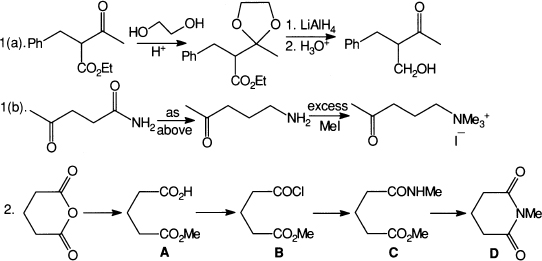 1(a). Ph O CO₂Et HO OH H⁺ Ph O O CO₂Et 1. LiAlH₄ 2. H₃O⁺ Ph O CH₂OH
1(b). O O NH₂ as above O NH₂ excess MeI O NMe₃⁺ I⁻
2. O O O CO₂H CO₂Me A COCl CO₂Me B CONHMe CO₂Me C O NMe O D